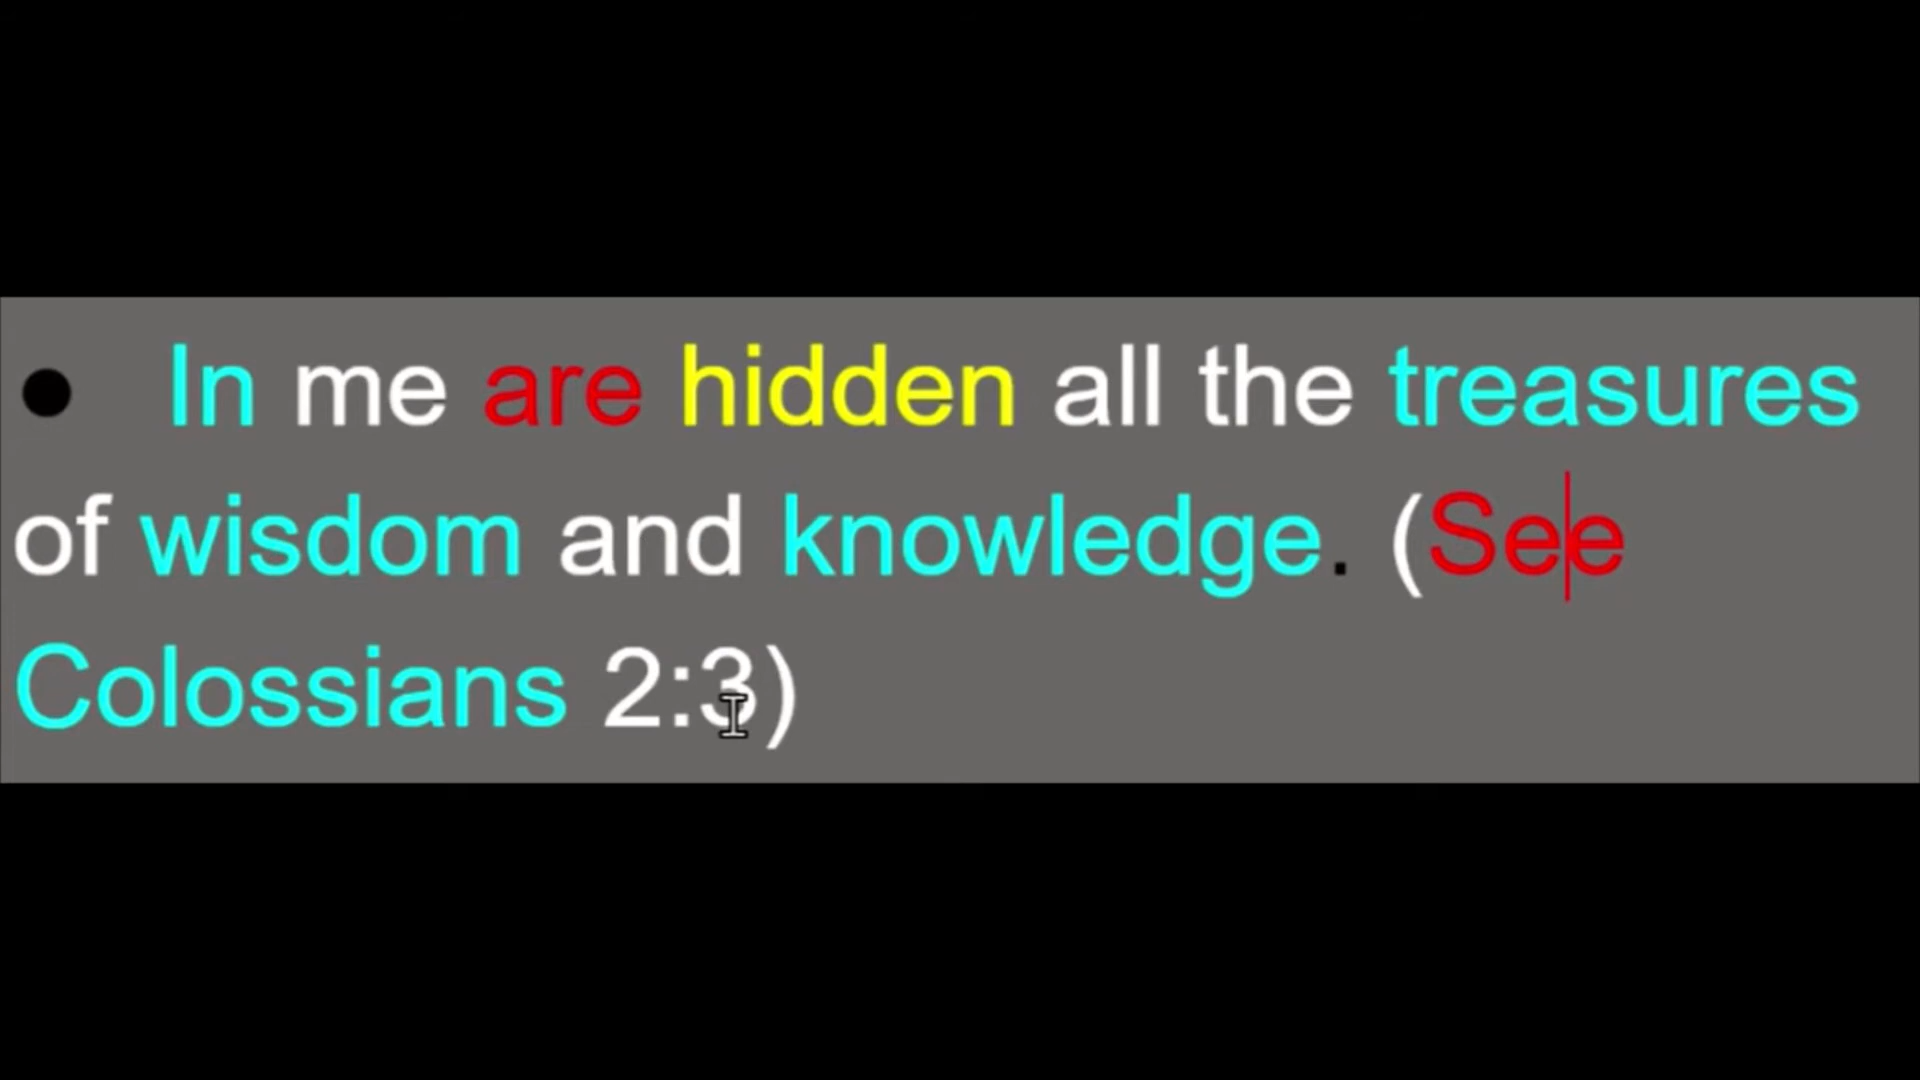 ● In me are hidden all the treasures
of wisdom and knowledge. (See
Colossians 2:3)